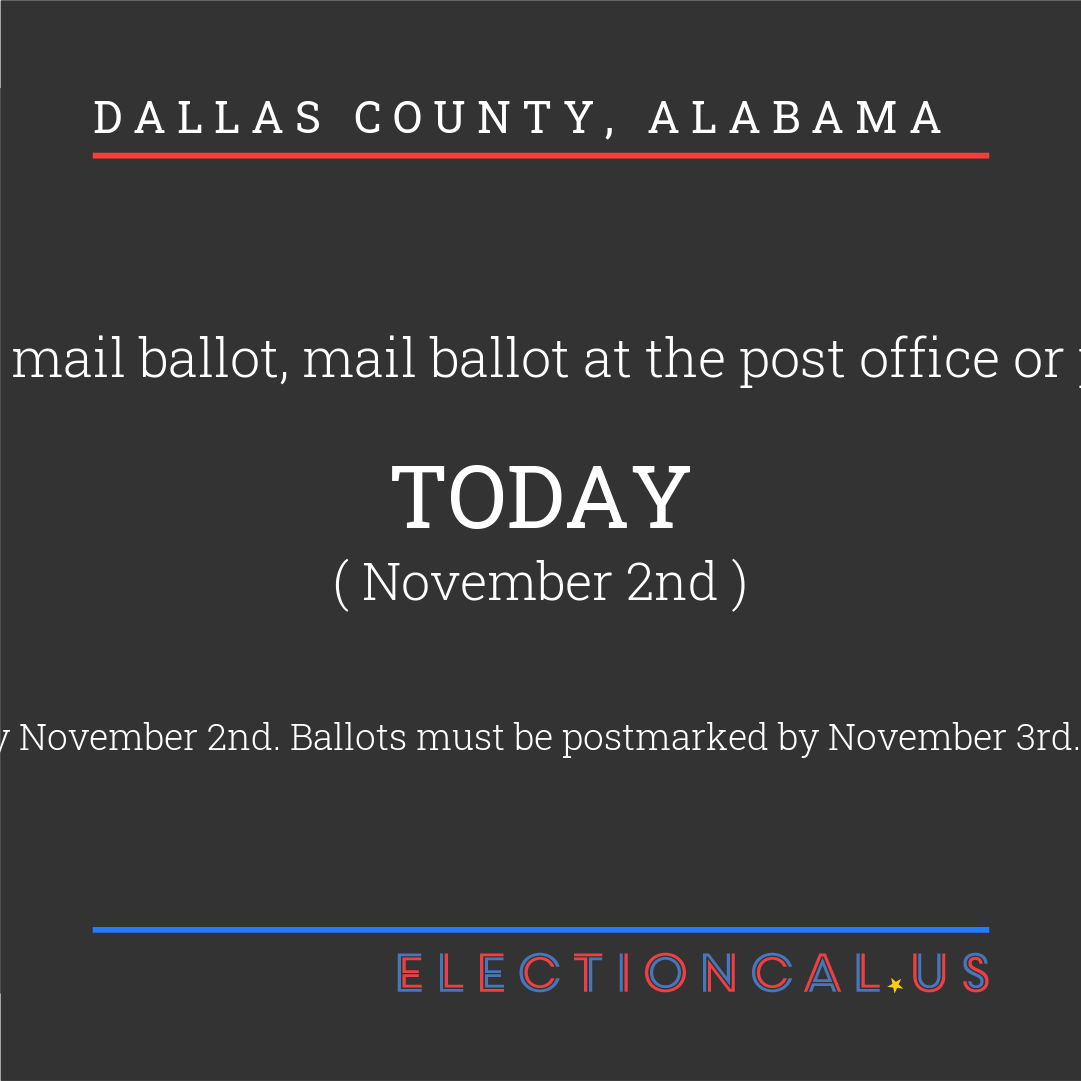 DALLAS COUNTY, ALABAMA
mail ballot, mail ballot at the post office or
TODAY
( November 2nd )
November 2nd. Ballots must be postmarked by November 3rd.
ELECTIONCAL.US